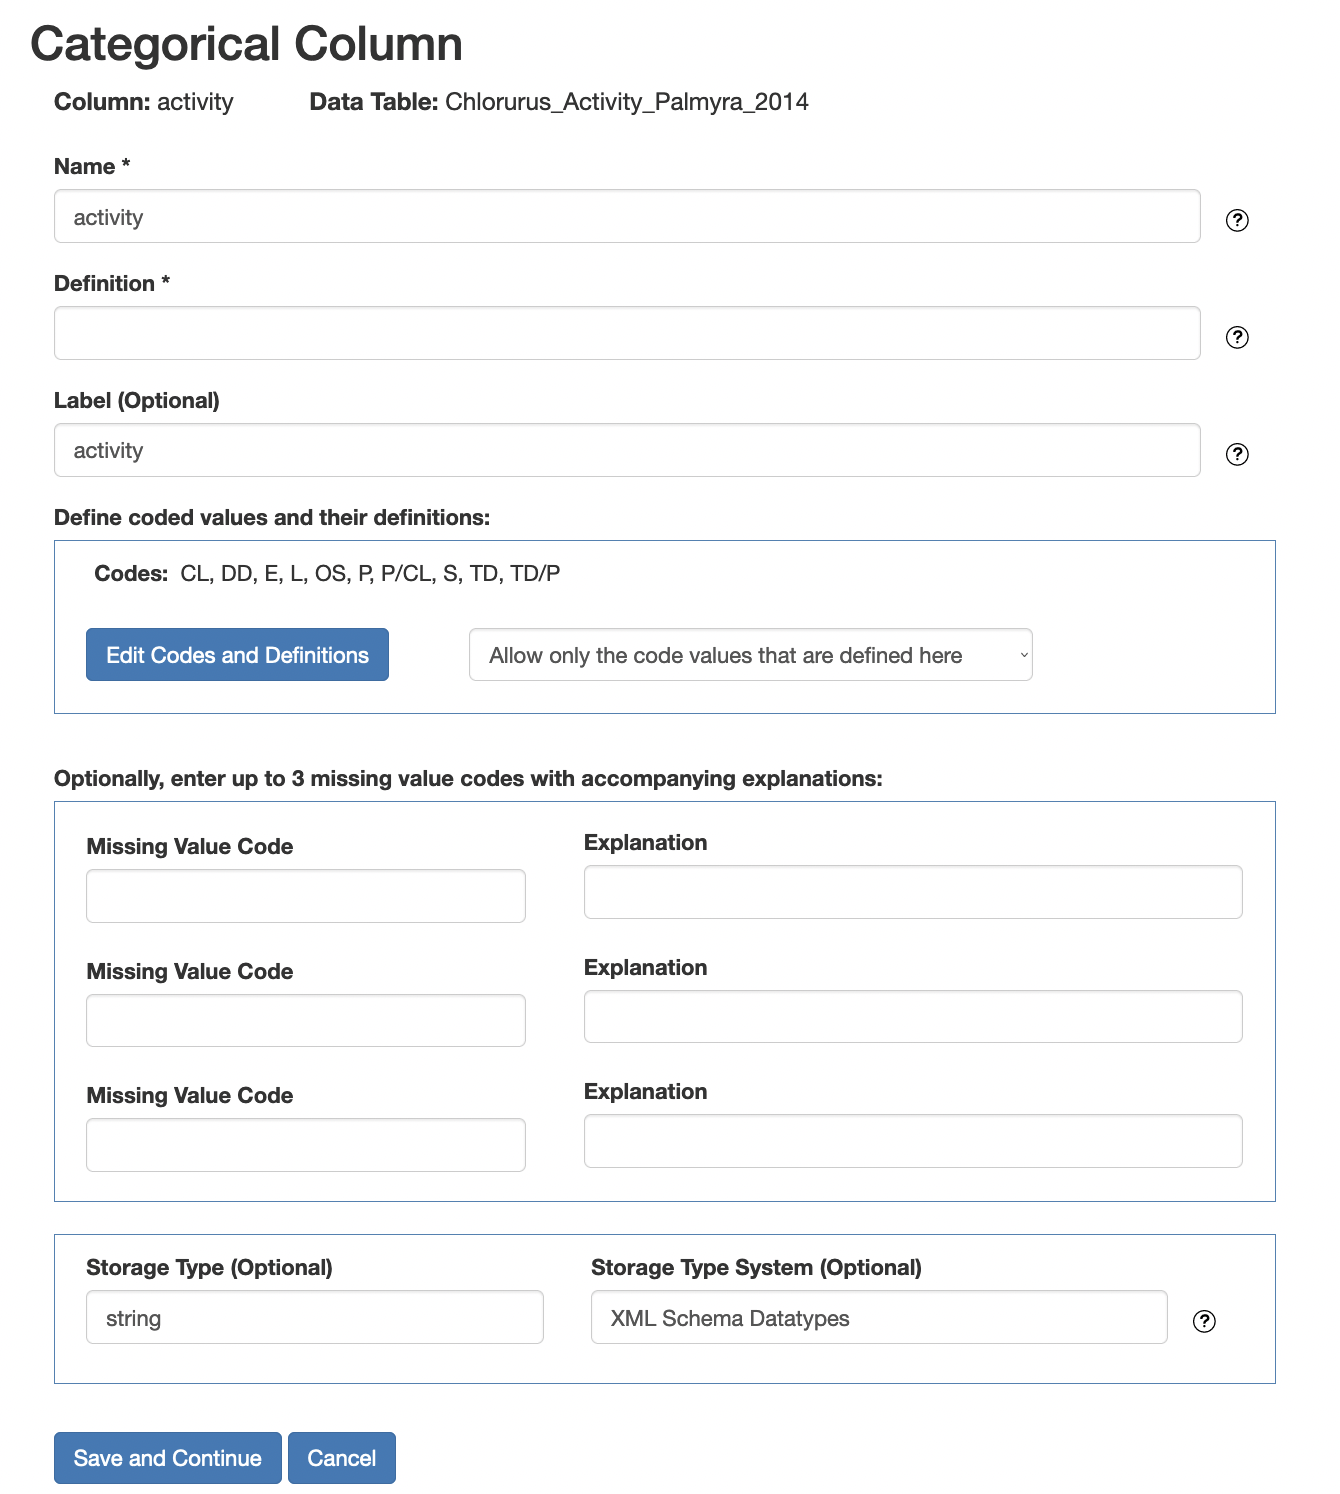 Categorical Column
Column: activity Data Table: Chlorurus_Activity_Palmyra_2014
Name *
activity
?
Definition *
?
Label (Optional)
activity
?
Define coded values and their definitions:
Codes: CL, DD, E, L, OS, P, P/CL, S, TD, TD/P
Edit Codes and Definitions Allow only the code values that are defined here
Optionally, enter up to 3 missing value codes with accompanying explanations:
Missing Value Code Explanation
Missing Value Code Explanation
Missing Value Code Explanation
Storage Type (Optional) Storage Type System (Optional)
string XML Schema Datatypes ?
Save and Continue Cancel